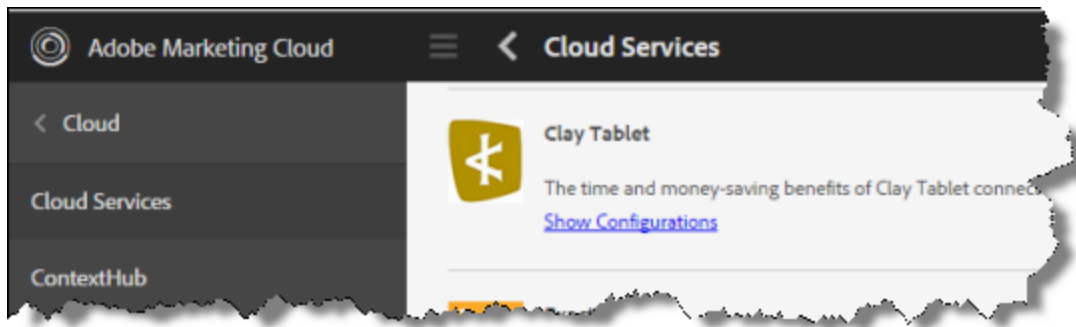 Adobe Marketing Cloud
Cloud Services
Cloud
Cloud Services
ContextHub
Clay Tablet
The time and money-saving benefits of Clay Tablet
Show Configurations